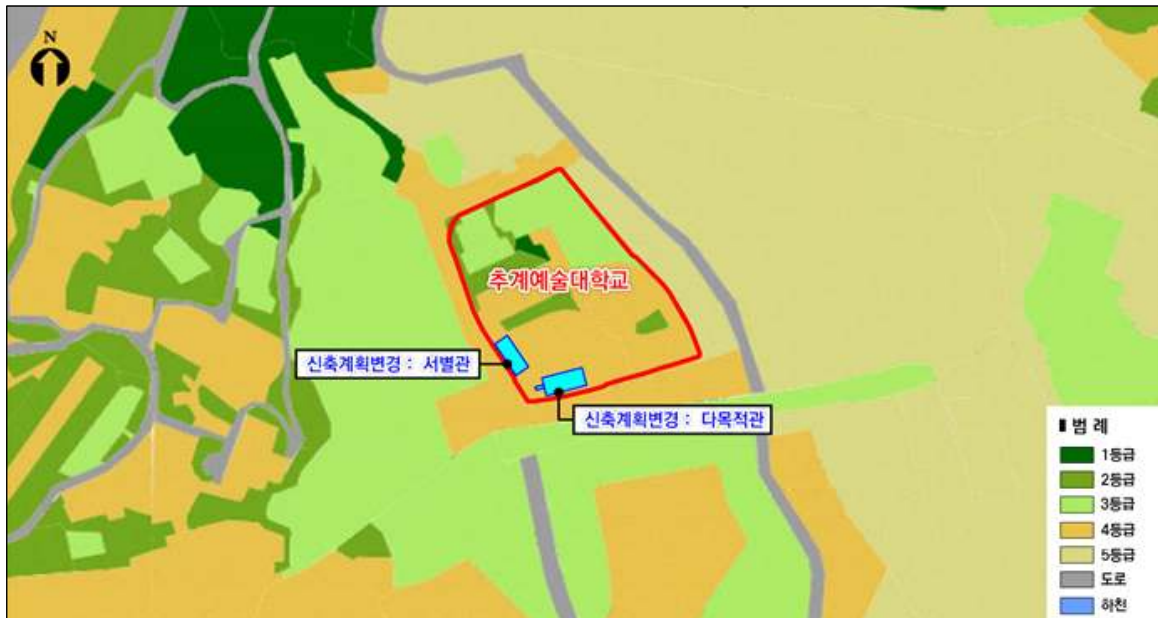 N
추계예술대학교
신축계획변경 : 서별관
신축계획변경 : 다목적관
범 례
1등급
2등급
3등급
4등급
5등급
도로
하천